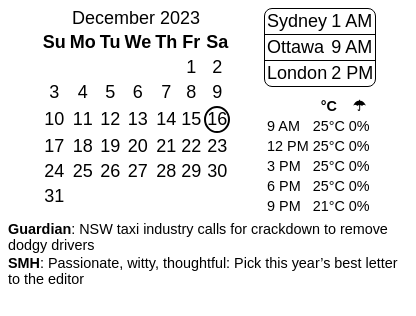 December 2023
Su Mo Tu We Th Fr Sa
1 2
3 4 5 6 7 8 9
10 11 12 13 14 15 16
17 18 19 20 21 22 23
24 25 26 27 28 29 30
31
Sydney 1 AM
Ottawa 9 AM
London 2 PM
°C ☂
9 AM 25°C 0%
12 PM 25°C 0%
3 PM 25°C 0%
6 PM 25°C 0%
9 PM 21°C 0%
Guardian: NSW taxi industry calls for crackdown to remove
dodgy drivers
SMH: Passionate, witty, thoughtful: Pick this year’s best letter
to the editor